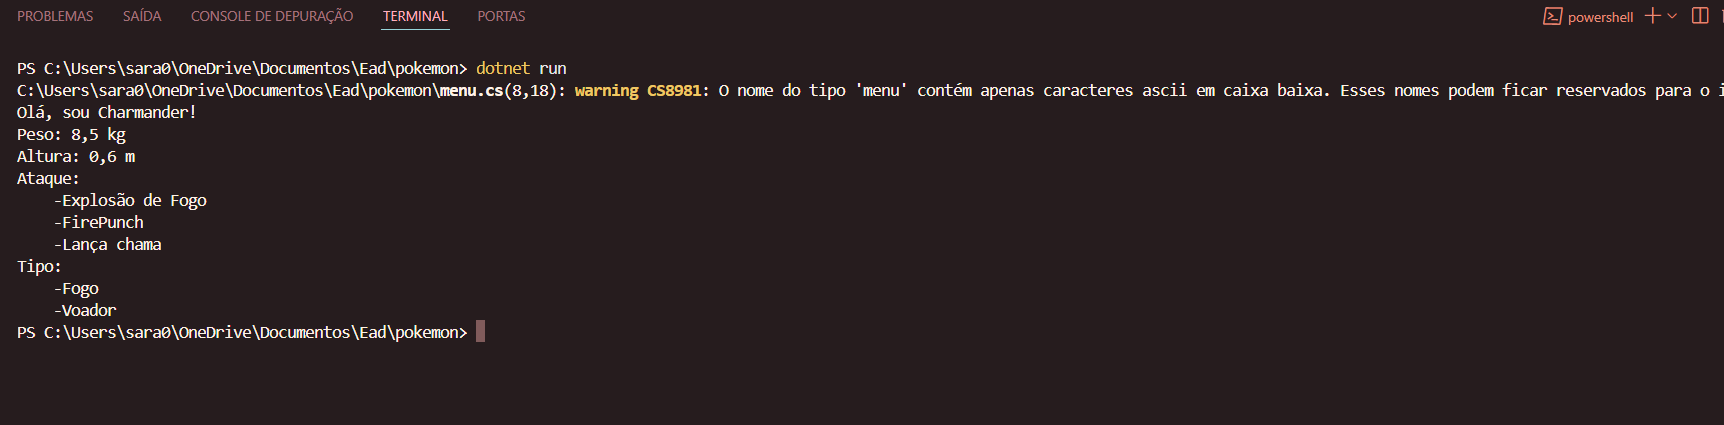 PROBLEMAS SAÍDA CONSOLE DE DEPURAÇÃO TERMINAL PORTAS powershell
PS C:\Users\sara0\OneDrive\Documentos\Ead\pokemon> dotnet run
C:\Users\sara0\OneDrive\Documentos\Ead\pokemon\menu.cs(8,18): warning CS8981: O nome do tipo 'menu' contém apenas caracteres ascii em caixa baixa. Esses nomes podem ficar reservados para o i
Olá, sou Charmander!
Peso: 8,5 kg
Altura: 0,6 m
Ataque:
    -Explosão de Fogo
    -FirePunch
    -Lança chama
Tipo:
    -Fogo
    -Voador
PS C:\Users\sara0\OneDrive\Documentos\Ead\pokemon>